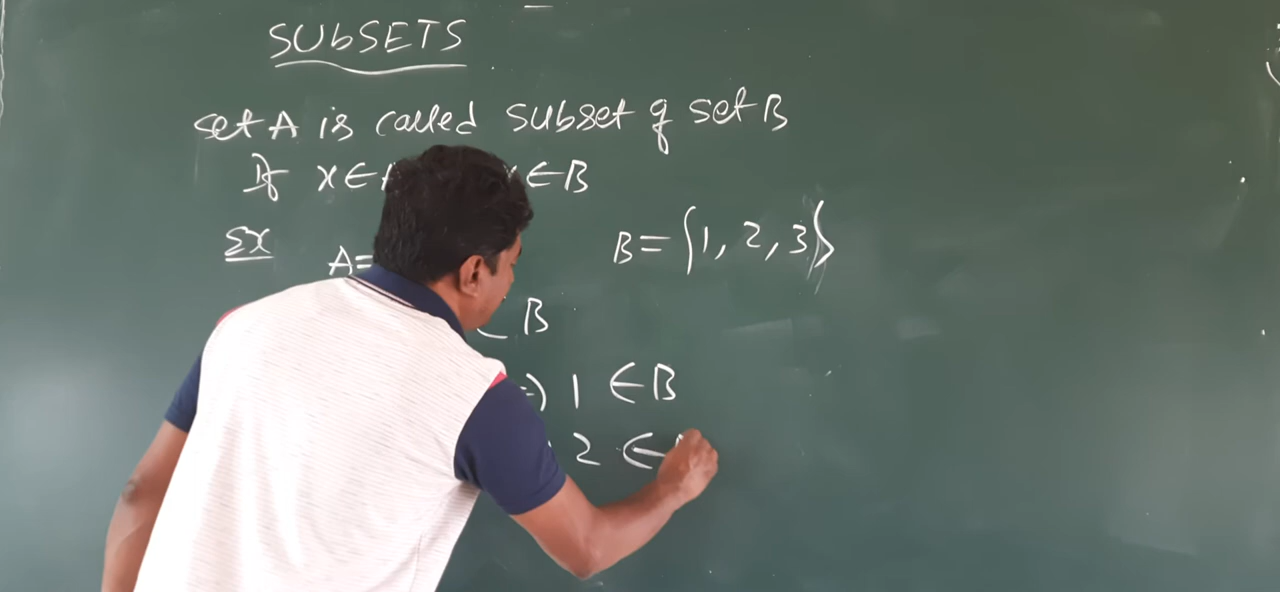 SUbSETS
set A is called subset of set B
If x ∈ ∈ B
Ex A= B= {1, 2, 3}
B
1 ∈ B
2 ∈